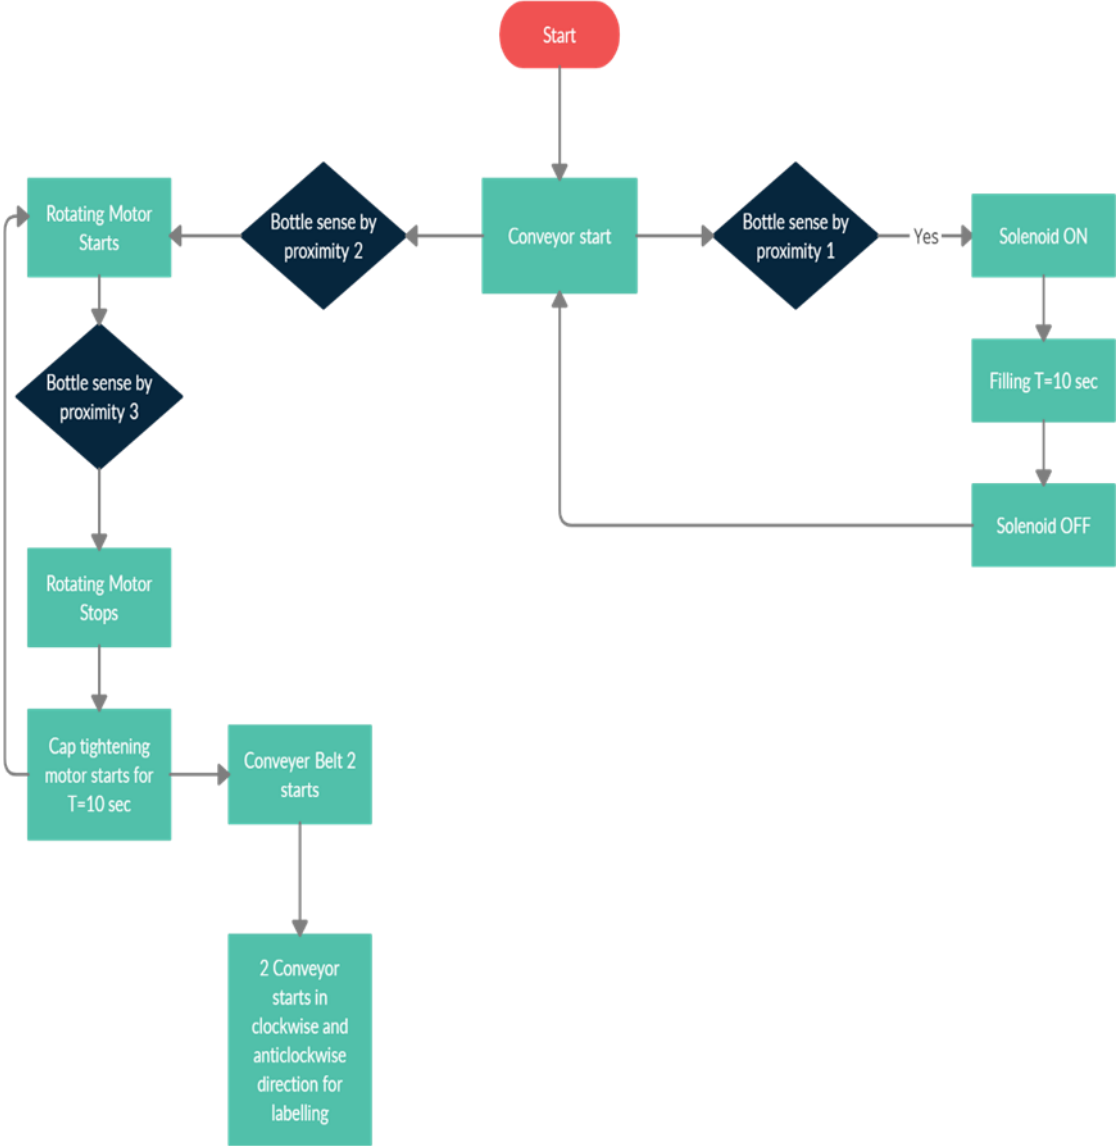 Start
Rotating Motor
Starts
Bottle sense by
proximity 2
Conveyor start
Bottle sense by
proximity 1
Yes
Solenoid ON
Bottle sense by
proximity 3
Filling T=10 sec
Solenoid OFF
Rotating Motor
Stops
Cap tightening
motor starts for
T=10 sec
Conveyer Belt 2
starts
2 Conveyor
starts in
clockwise and
anticlockwise
direction for
labelling